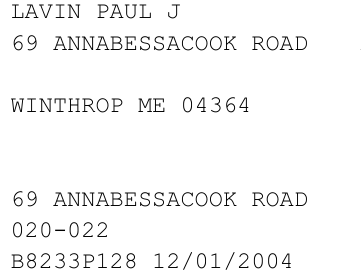 LAVIN PAUL J
69 ANNABESSACOOK ROAD
WINTHROP ME 04364
69 ANNABESSACOOK ROAD
020-022
B8233P128 12/01/2004